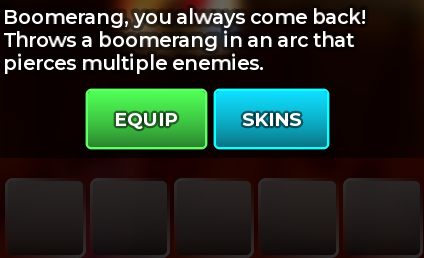 Boomerang, you always come back!
Throws a boomerang in an arc that
pierces multiple enemies.
EQUIP SKINS